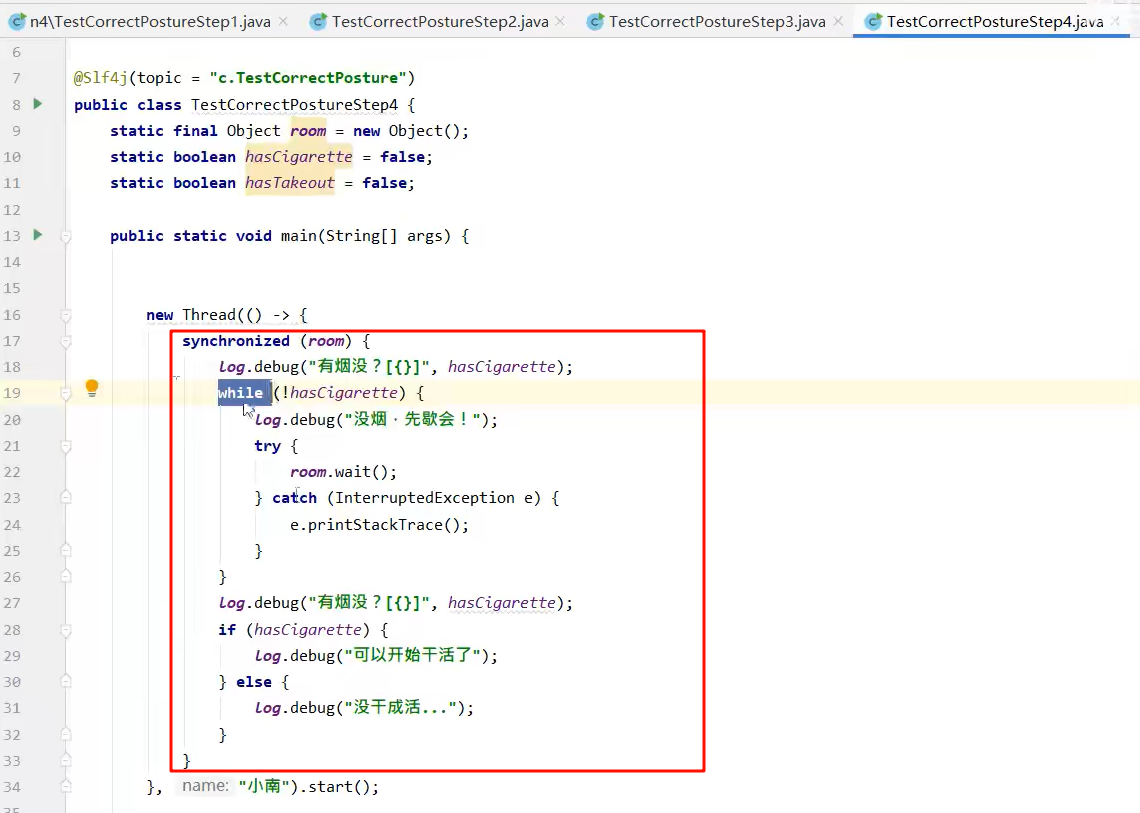 n4\TestCorrectPostureStep1.java TestCorrectPostureStep2.java TestCorrectPostureStep3.java TestCorrectPostureStep4.java
6
7 @Slf4j(topic = "c.TestCorrectPosture")
8 public class TestCorrectPostureStep4 {
9 static final Object room = new Object();
10 static boolean hasCigarette = false;
11 static boolean hasTakeout = false;
12
13 public static void main(String[] args) {
14
15
16 new Thread(() -> {
17 synchronized (room) {
18 log.debug("有烟没？[{}]", hasCigarette);
19 while (!hasCigarette) {
20 log.debug("没烟，先歇会！");
21 try {
22 room.wait();
23 } catch (InterruptedException e) {
24 e.printStackTrace();
25 }
26 }
27 log.debug("有烟没？[{}]", hasCigarette);
28 if (hasCigarette) {
29 log.debug("可以开始干活了");
30 } else {
31 log.debug("没干成活...");
32 }
33 }
34 }, name: "小南").start();
35